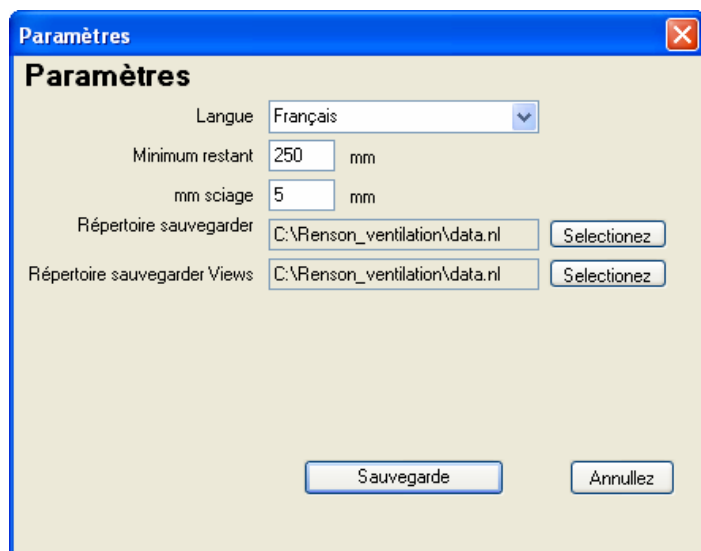 Paramètres
Paramètres
Langue Français
Minimum restant 250 mm
mm sciage 5 mm
Répertoire sauvegarder C:\Renson_ventilation\data.nl Selectionez
Répertoire sauvegarder Views C:\Renson_ventilation\data.nl Selectionez
Sauvegarde Annullez